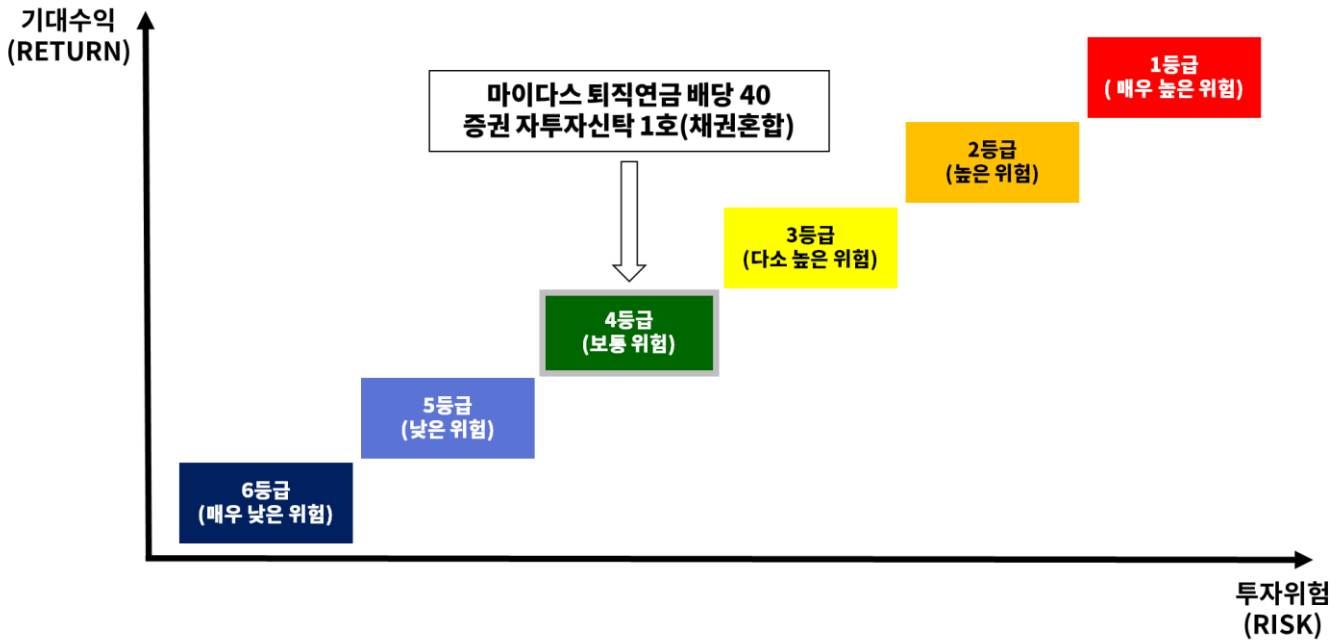 기대수익
(RETURN)
마이다스 퇴직연금 배당 40
증권 자투자신탁 1호(채권혼합)
1등급
( 매우 높은 위험)
2등급
(높은 위험)
3등급
(다소 높은 위험)
4등급
(보통 위험)
5등급
(낮은 위험)
6등급
(매우 낮은 위험)
투자위험
(RISK)